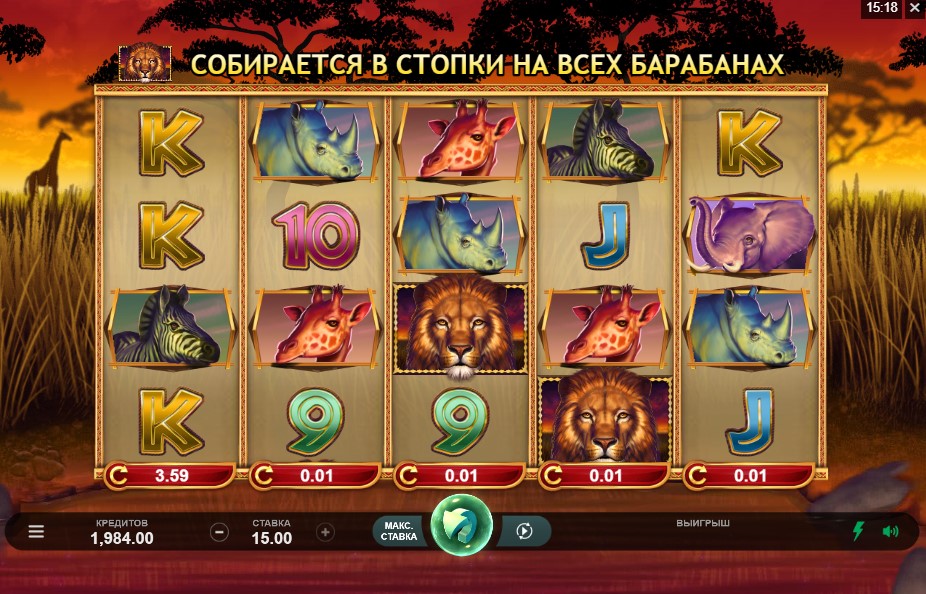 15:18
СОБИРАЕТСЯ В СТОПКИ НА ВСЕХ БАРАБАНАХ
K K
K 10 J
K 9 9 J
3.59 0.01 0.01 0.01 0.01
КРЕДИТОВ СТАВКА МАКС. СТАВКА ВЫИГРЫШ
1,984.00 15.00